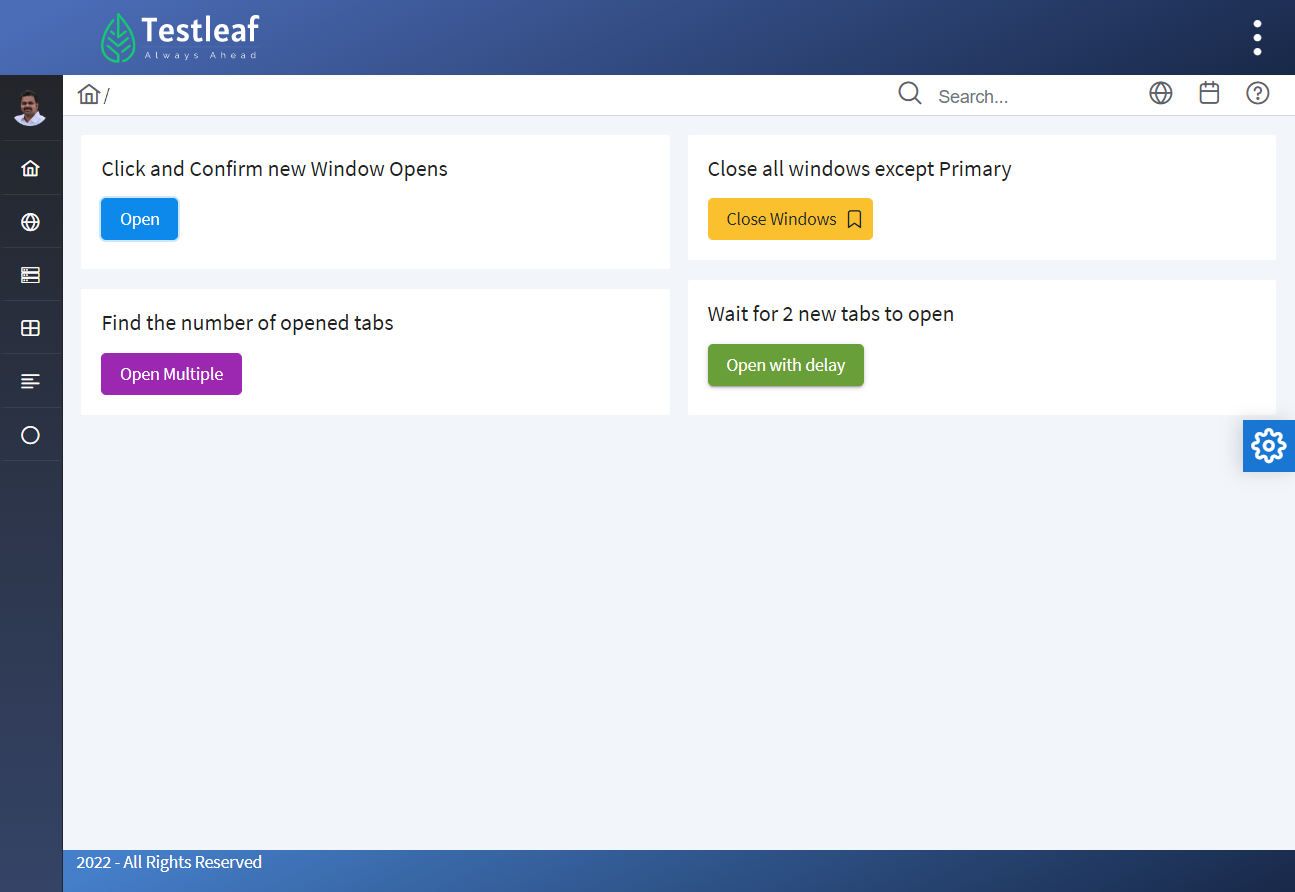 Testleaf
Always Ahead
/
Search...
Click and Confirm new Window Opens
Open
Close all windows except Primary
Close Windows
Find the number of opened tabs
Open Multiple
Wait for 2 new tabs to open
Open with delay
2022 - All Rights Reserved